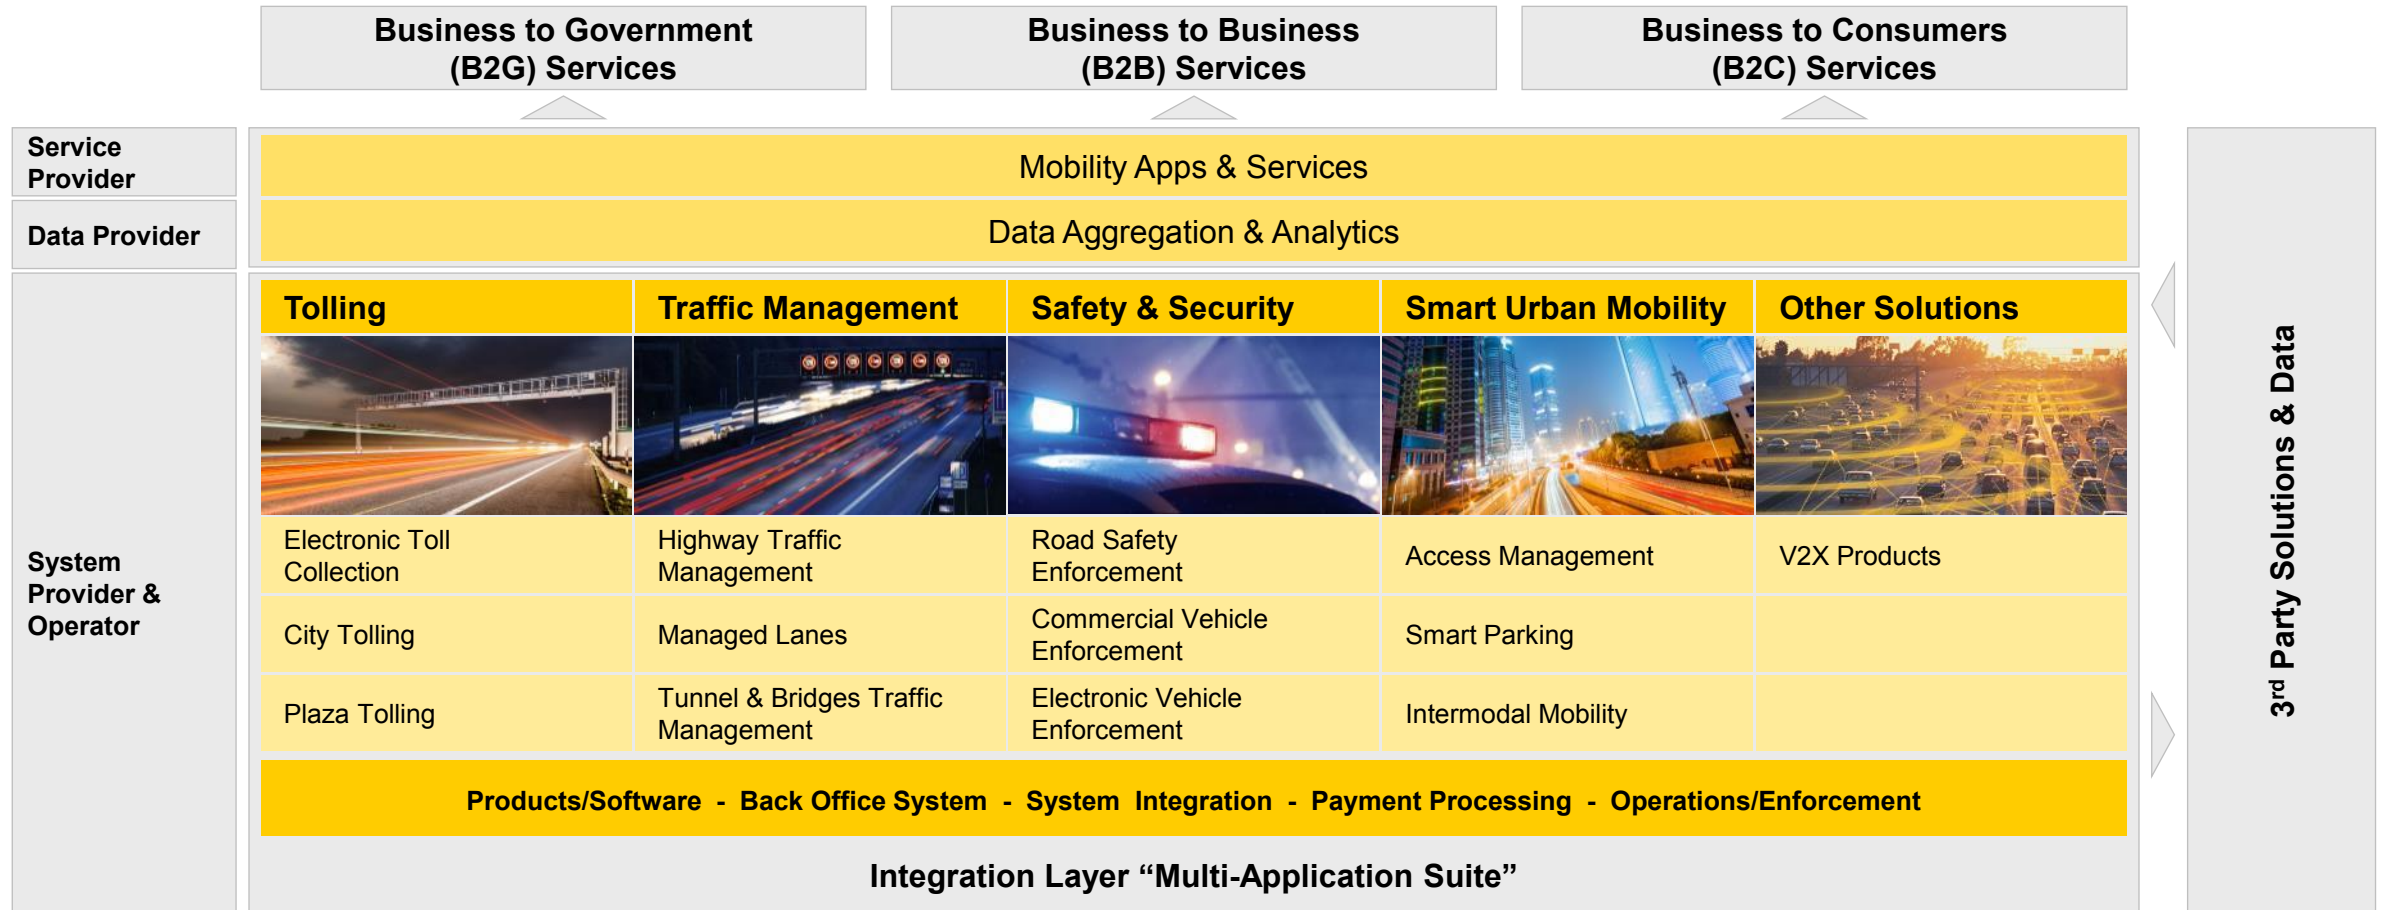 Business to Government
(B2G) Services
Business to Business
(B2B) Services
Business to Consumers
(B2C) Services
Service
Provider
Mobility Apps & Services
Data Provider
Data Aggregation & Analytics
System
Provider &
Operator
Tolling
Traffic Management
Safety & Security
Smart Urban Mobility
Other Solutions
Electronic Toll
Collection
Highway Traffic
Management
Road Safety
Enforcement
Access Management
V2X Products
City Tolling
Managed Lanes
Commercial Vehicle
Enforcement
Smart Parking
Plaza Tolling
Tunnel & Bridges Traffic
Management
Electronic Vehicle
Enforcement
Intermodal Mobility
Products/Software - Back Office System - System Integration - Payment Processing - Operations/Enforcement
Integration Layer “Multi-Application Suite”
3rd Party Solutions & Data